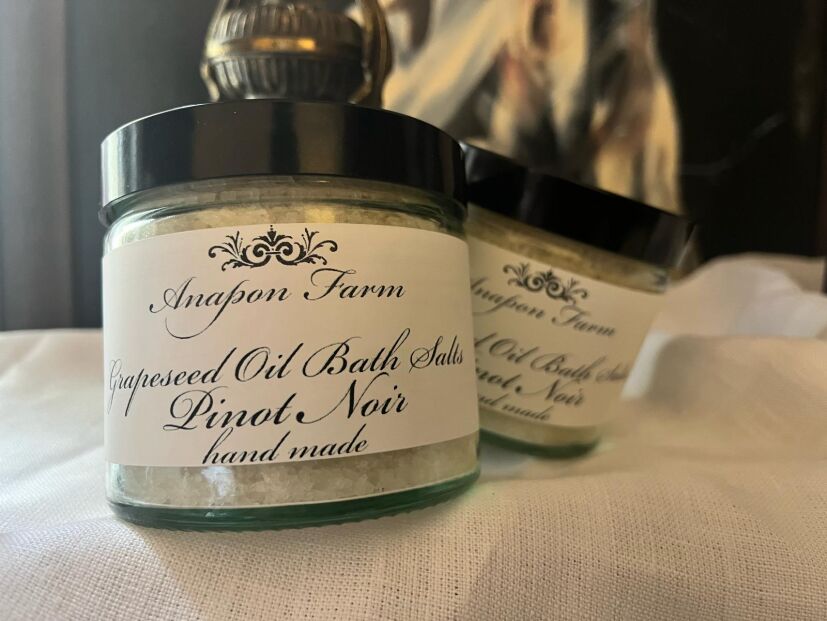 Anapon Farm
Grapeseed Oil Bath Salts
Pinot Noir
hand made
Anapon Farm
Oil Bath Salts
Pinot Noir
hand made